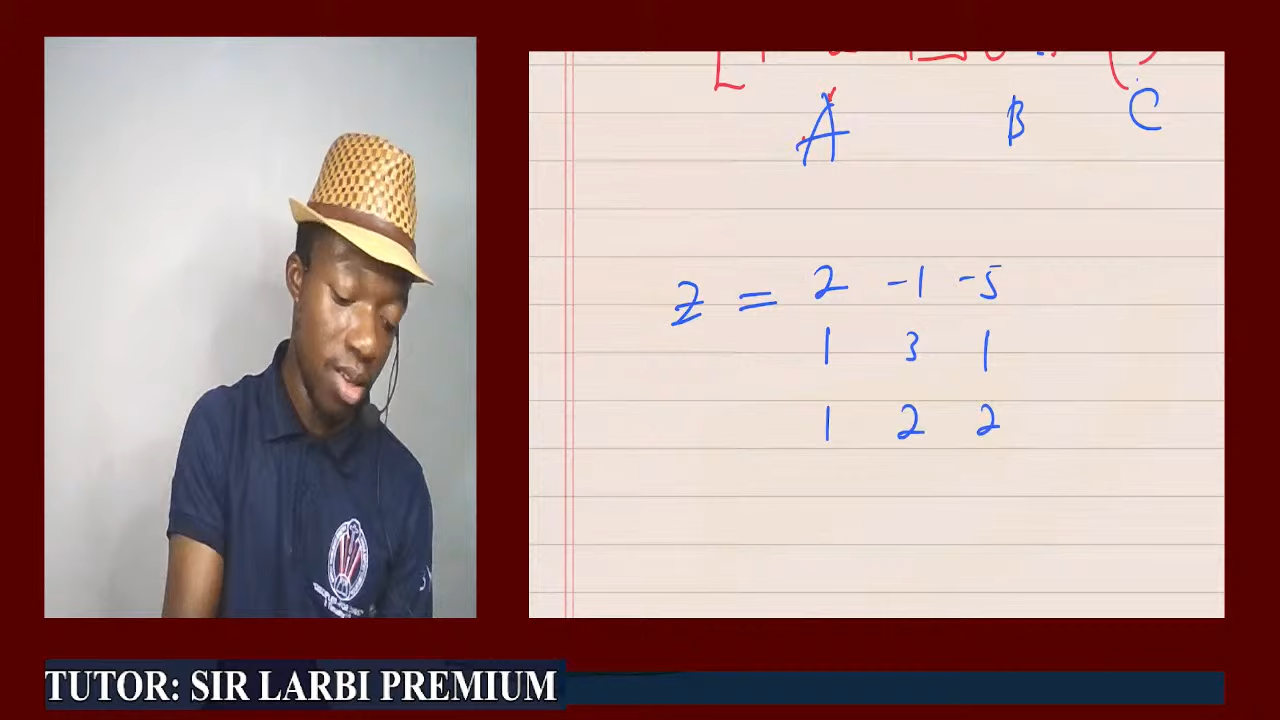 A B C
Z = 2 -1 -5
1 3 1
1 2 2
TUTOR: SIR LARBI PREMIUM